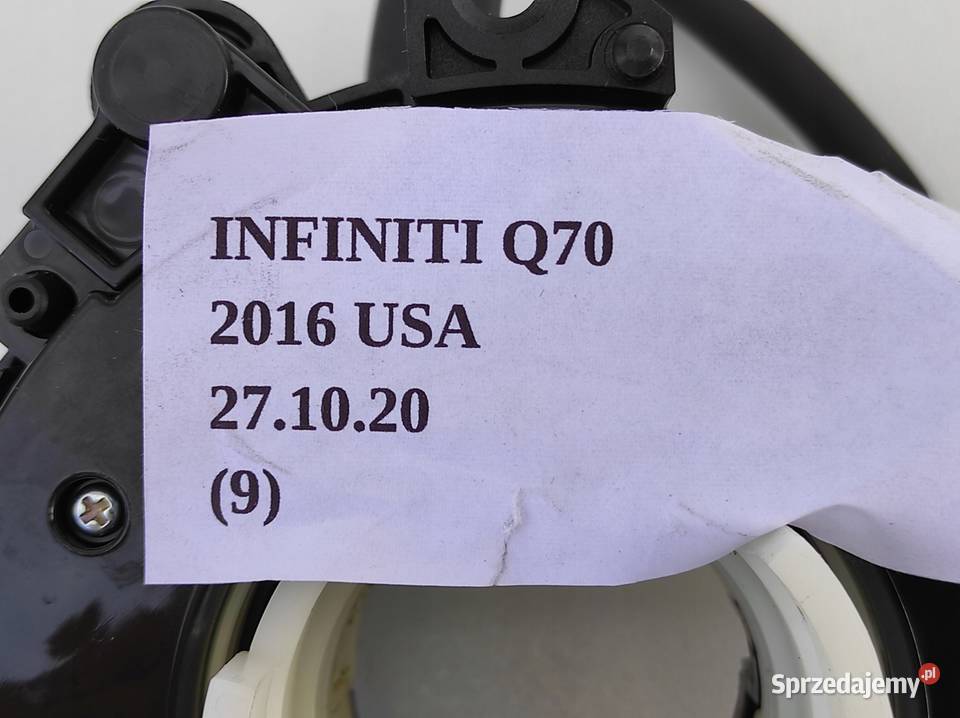 INFINITI Q70
2016 USA
27.10.20
(9)
Sprzedajemy.pl